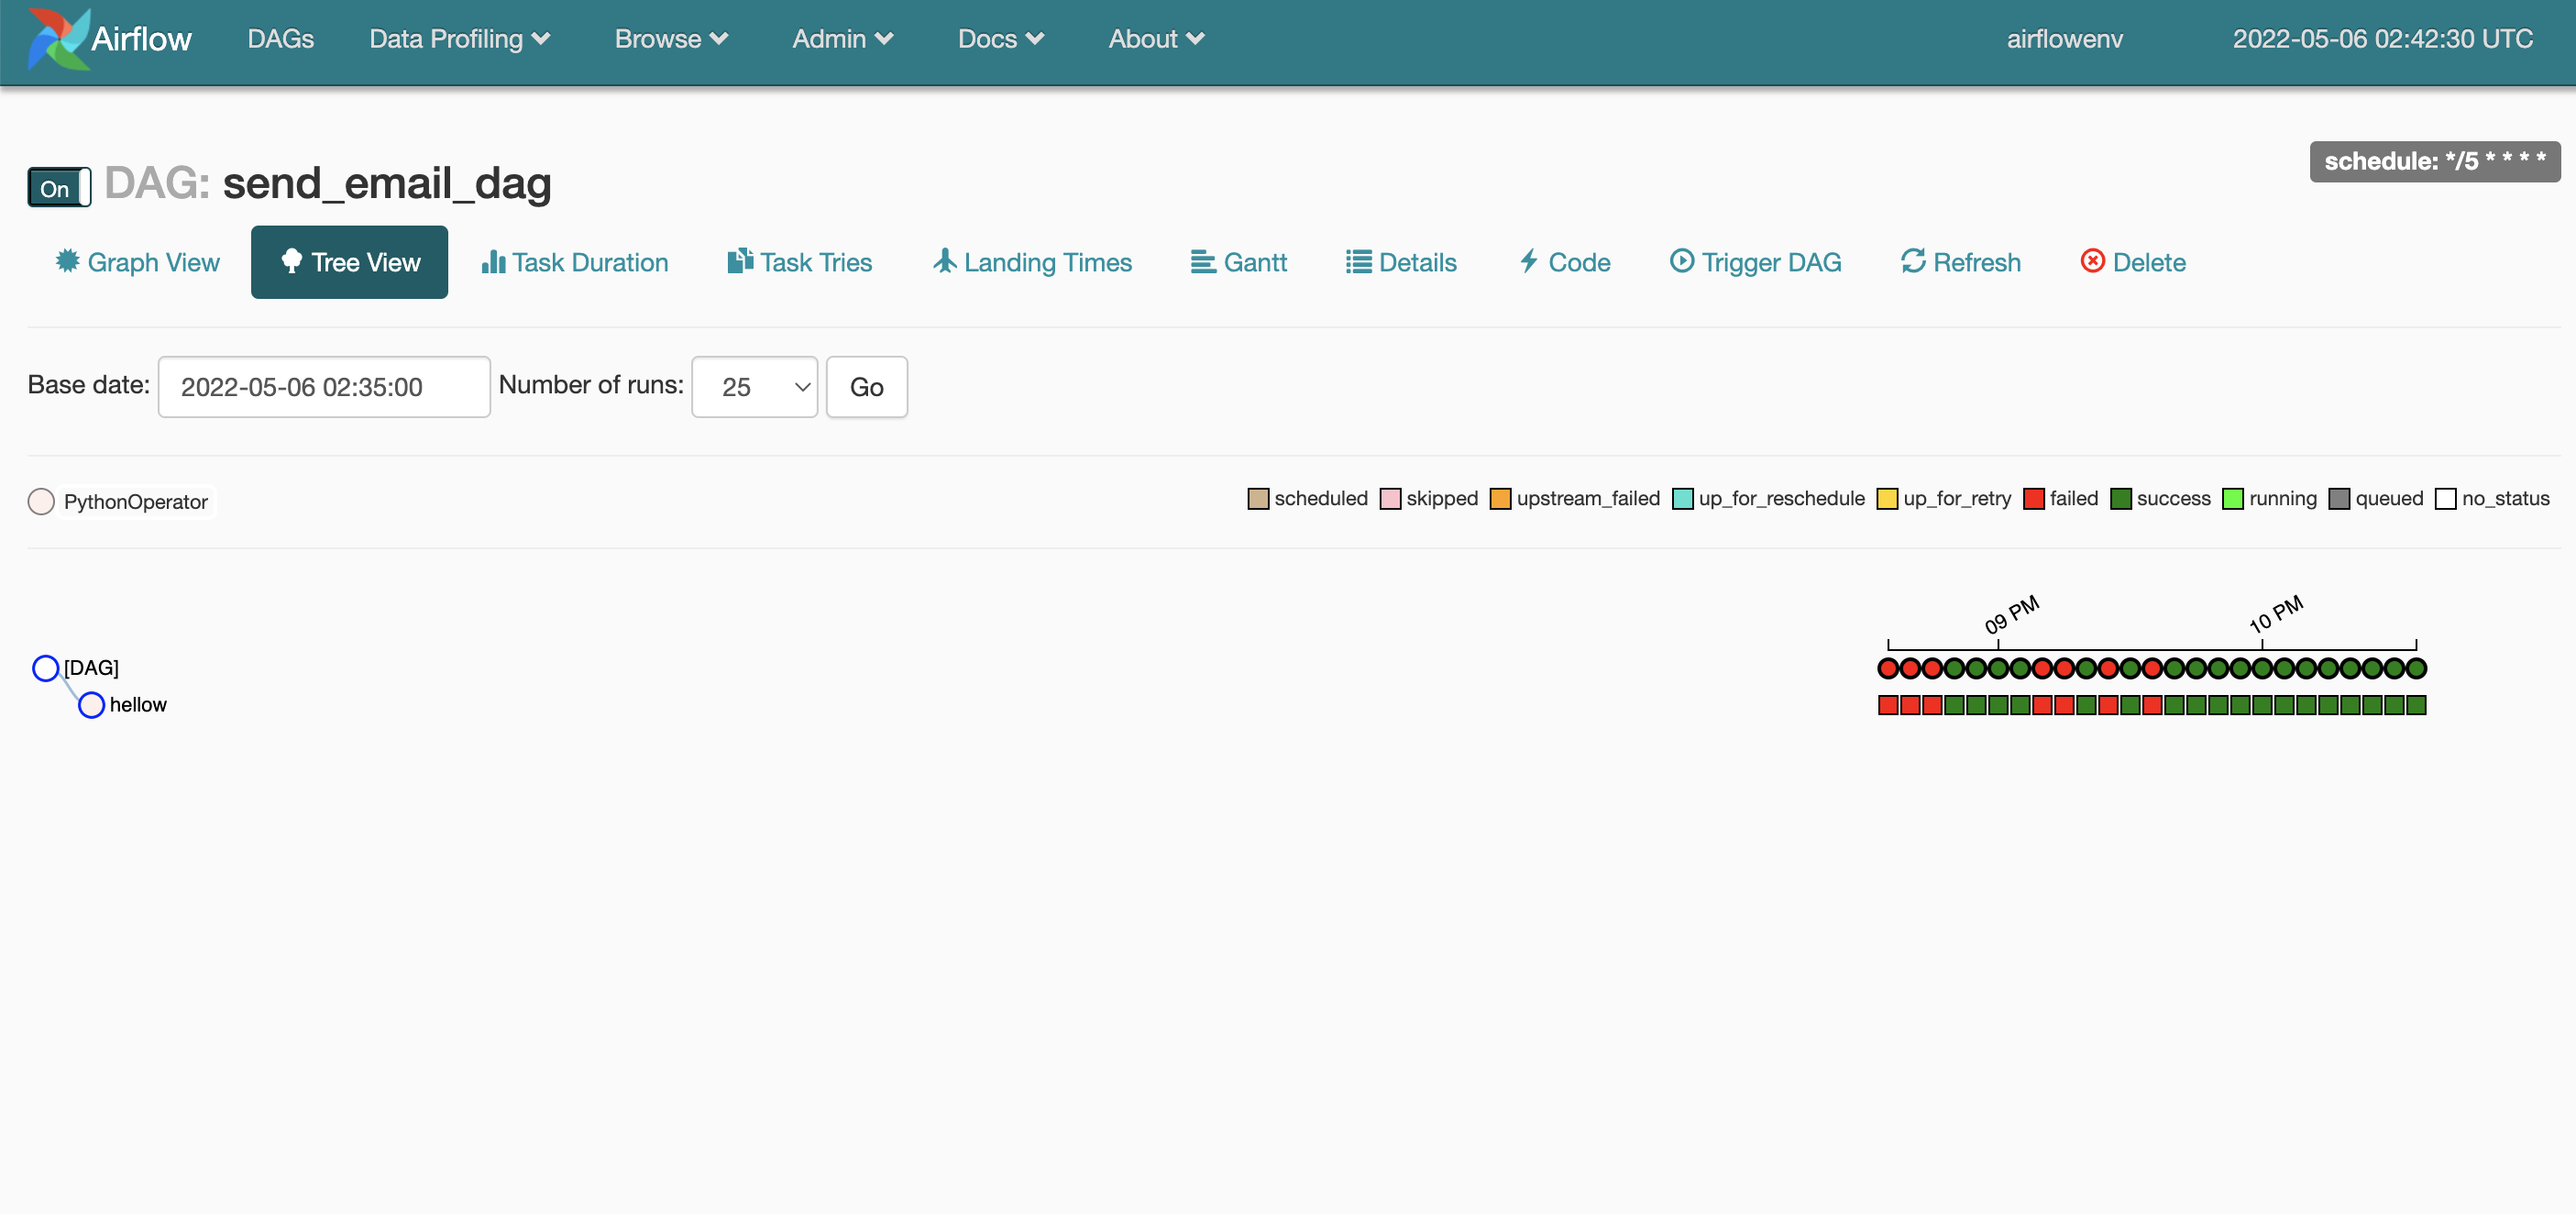 Airflow DAGs Data Profiling Browse Admin Docs About airflowenv 2022-05-06 02:42:30 UTC
schedule: */5 * * * *
On DAG: send_email_dag
Graph View Tree View Task Duration Task Tries Landing Times Gantt Details Code Trigger DAG Refresh Delete
Base date: 2022-05-06 02:35:00 Number of runs: 25 Go
PythonOperator scheduled skipped upstream_failed up_for_reschedule up_for_retry failed success running queued no_status
09 PM 10 PM
[DAG]
hellow